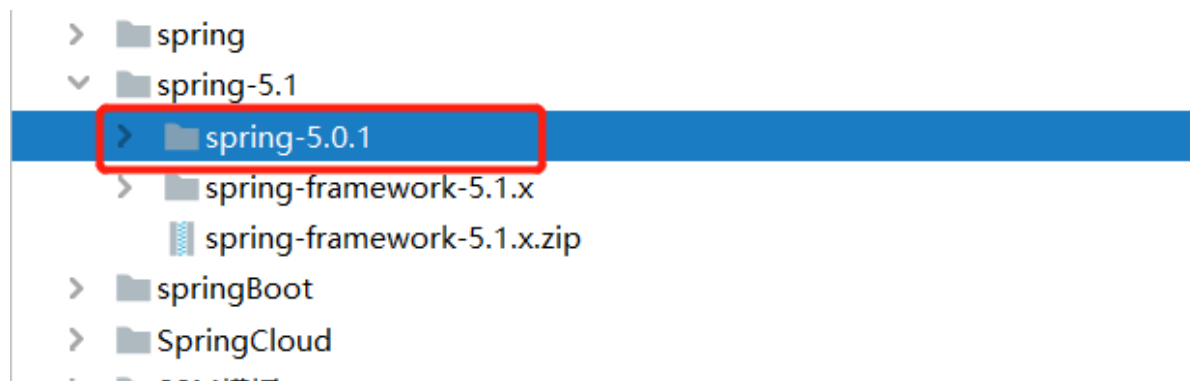 spring
spring-5.1
spring-5.0.1
spring-framework-5.1.x
spring-framework-5.1.x.zip
springBoot
SpringCloud